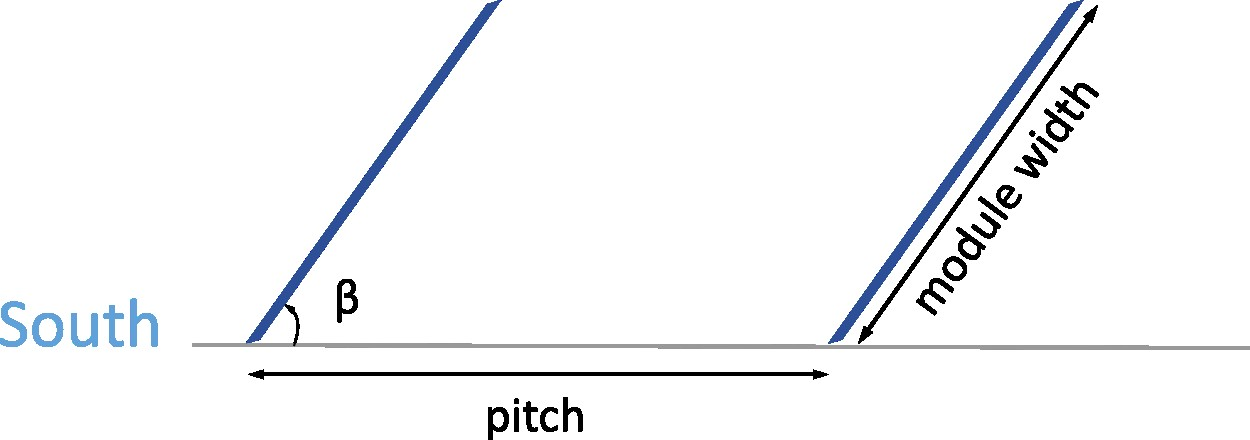 module width
β
South
pitch